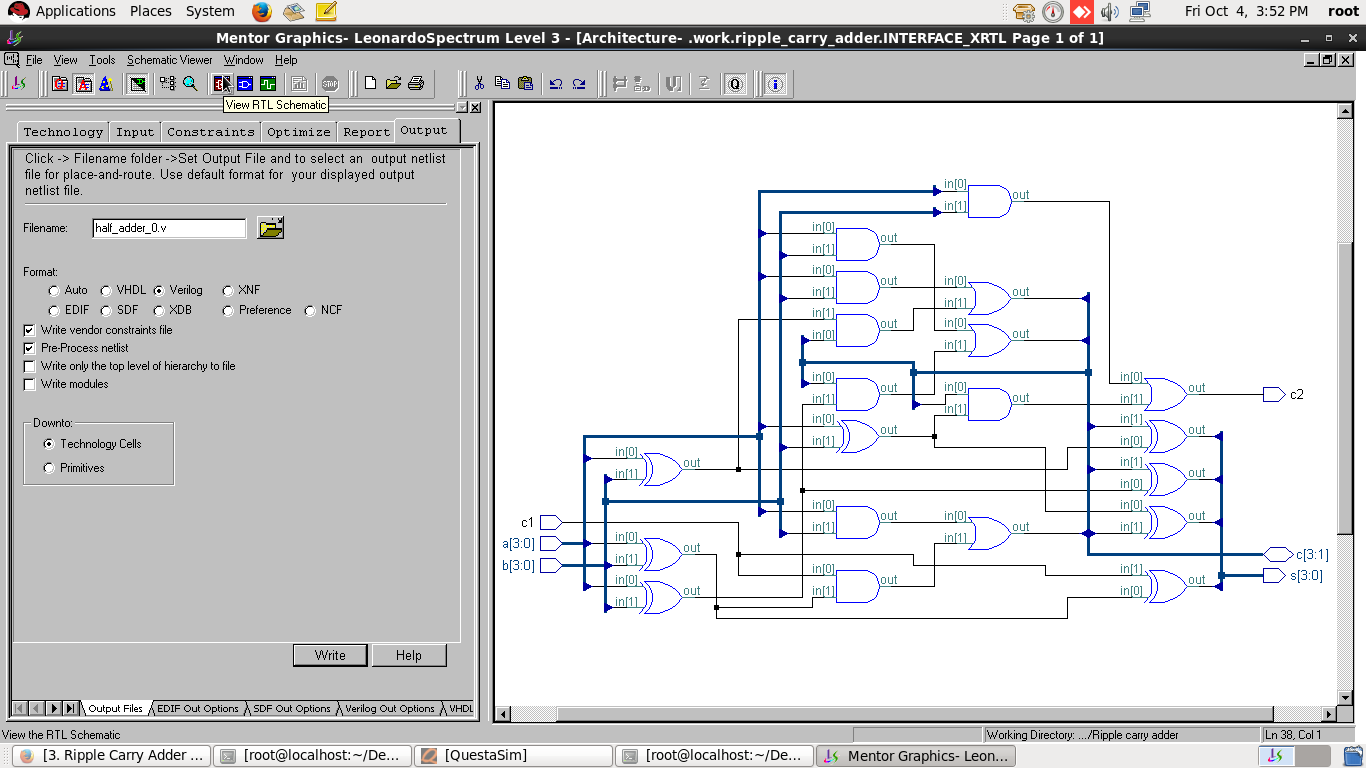 Applications Places System Fri Oct 4, 3:52 PM root
Mentor Graphics- LeonardoSpectrum Level 3 - [Architecture- .work.ripple_carry_adder.INTERFACE_XRTL Page 1 of 1]
File View Tools Schematic Viewer Window Help
View RTL Schematic
Technology Input Constraints Optimize Report Output
Click -> Filename folder ->Set Output File and to select an output netlist
file for place-and-route. Use default format for your displayed output
netlist file.
Filename: half_adder_0.v
Format:
Auto VHDL Verilog XNF
EDIF SDF XDB Preference NCF
Write vendor constraints file
Pre-Process netlist
Write only the top level of hierarchy to file
Write modules
Downto:
Technology Cells
Primitives
Write Help
Output Files EDIF Out Options SDF Out Options Verilog Out Options VHDL
in[0] out
in[1]
in[0] out
in[1]
in[0] out in[0] out
in[1] in[1]
in[1] out in[0] out
in[0] in[1]
in[0] out in[0] out in[0] out c2
in[1] in[1] in[1]
in[0] out in[1] out
in[1] in[0]
in[0] out in[1] out
in[1] in[0]
in[0] out in[0] out in[0] out
c1 in[1] in[1] in[1]
a[3:0] in[0] out
b[3:0] in[1]
c[3:1]
in[0] out in[0] out in[1] out s[3:0]
in[1] in[1] in[0]
View the RTL Schematic Working Directory: .../Ripple carry adder Ln 38, Col 1
[3. Ripple Carry Adder ... [root@localhost:~/De... [QuestaSim] [root@localhost:~/De... Mentor Graphics- Leon...